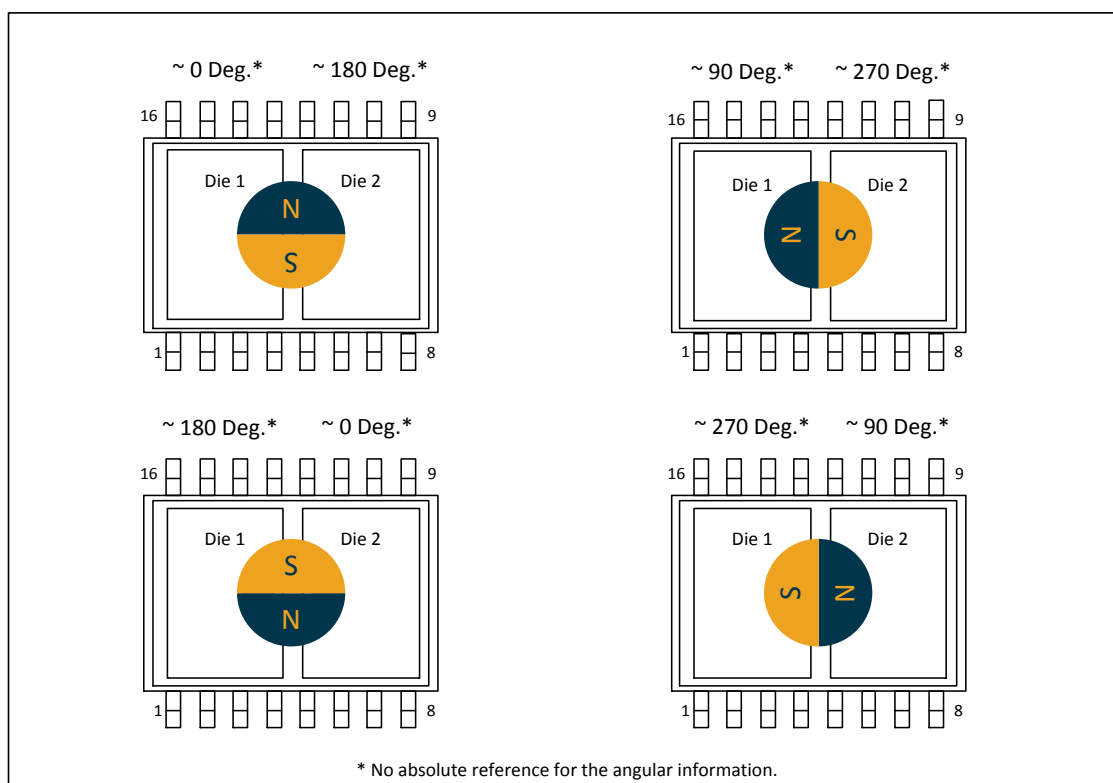 ~ 0 Deg.* ~ 180 Deg.*
16 9
Die 1 Die 2
N
S
1 8
~ 90 Deg.* ~ 270 Deg.*
16 9
Die 1 Die 2
N S
1 8
~ 180 Deg.* ~ 0 Deg.*
16 9
Die 1 Die 2
S
N
1 8
~ 270 Deg.* ~ 90 Deg.*
16 9
Die 1 Die 2
S N
1 8
* No absolute reference for the angular information.